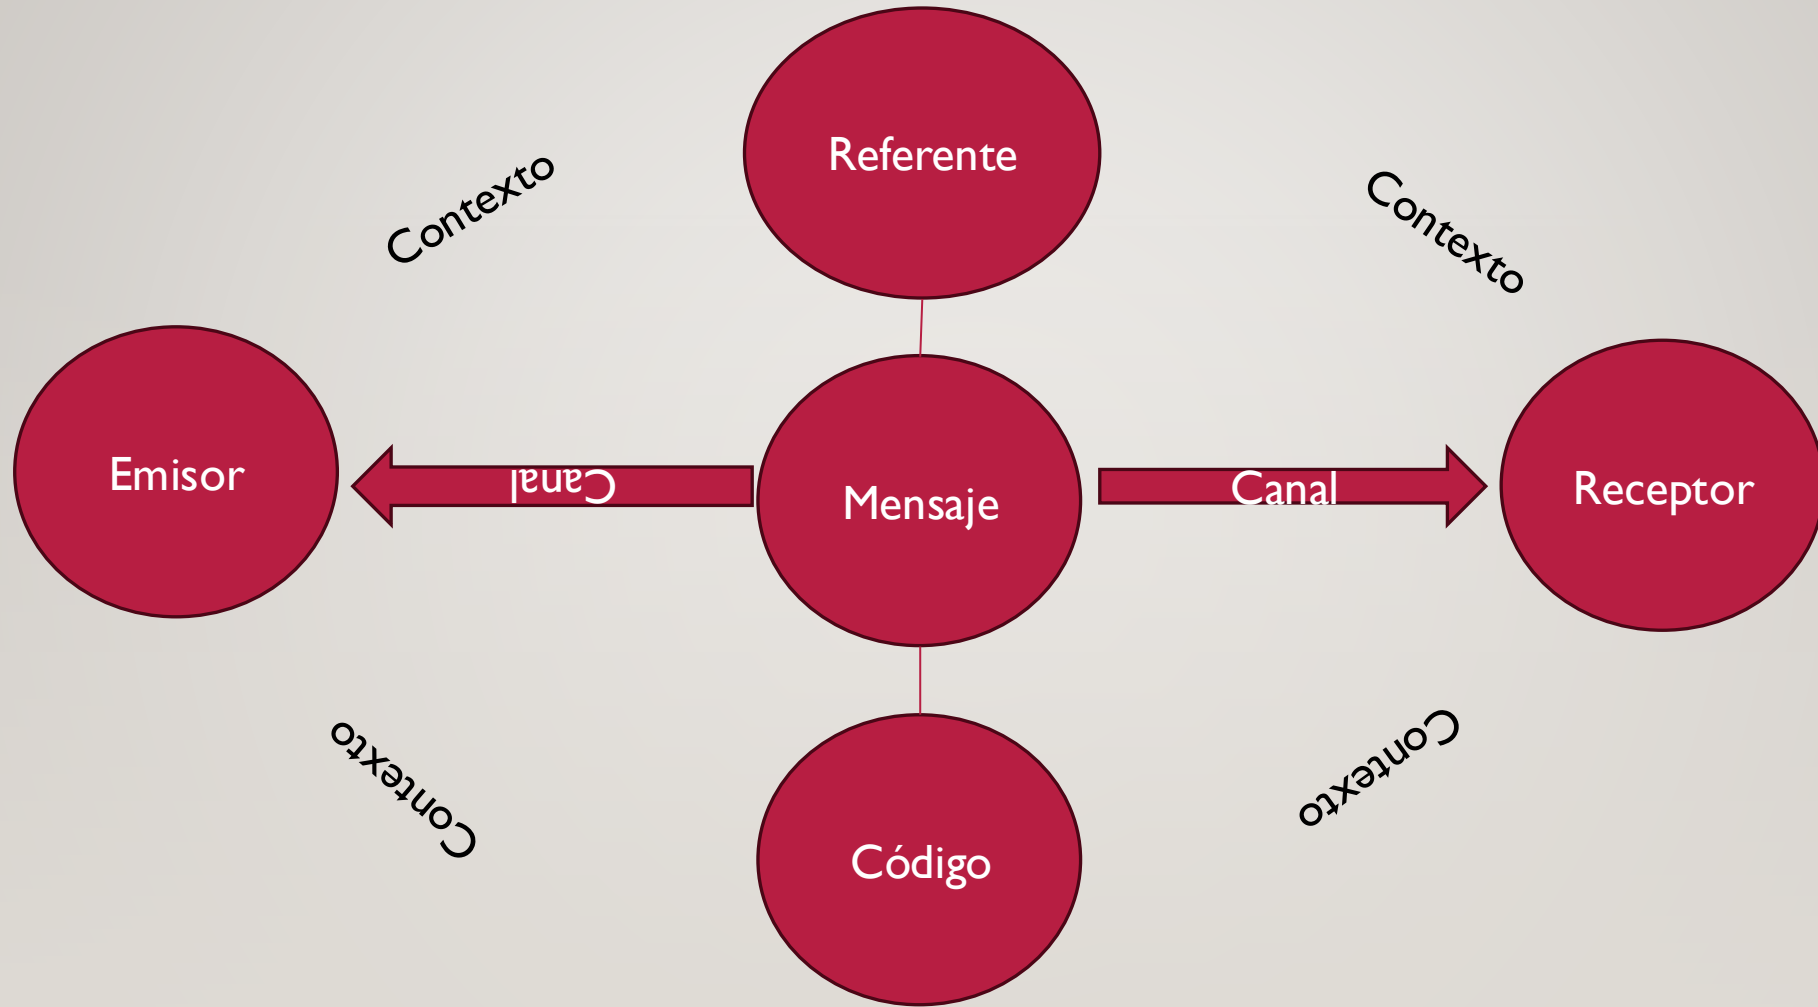 Referente
Contexto
Contexto
Emisor
Canal
Mensaje
Canal
Receptor
Contexto
Contexto
Código